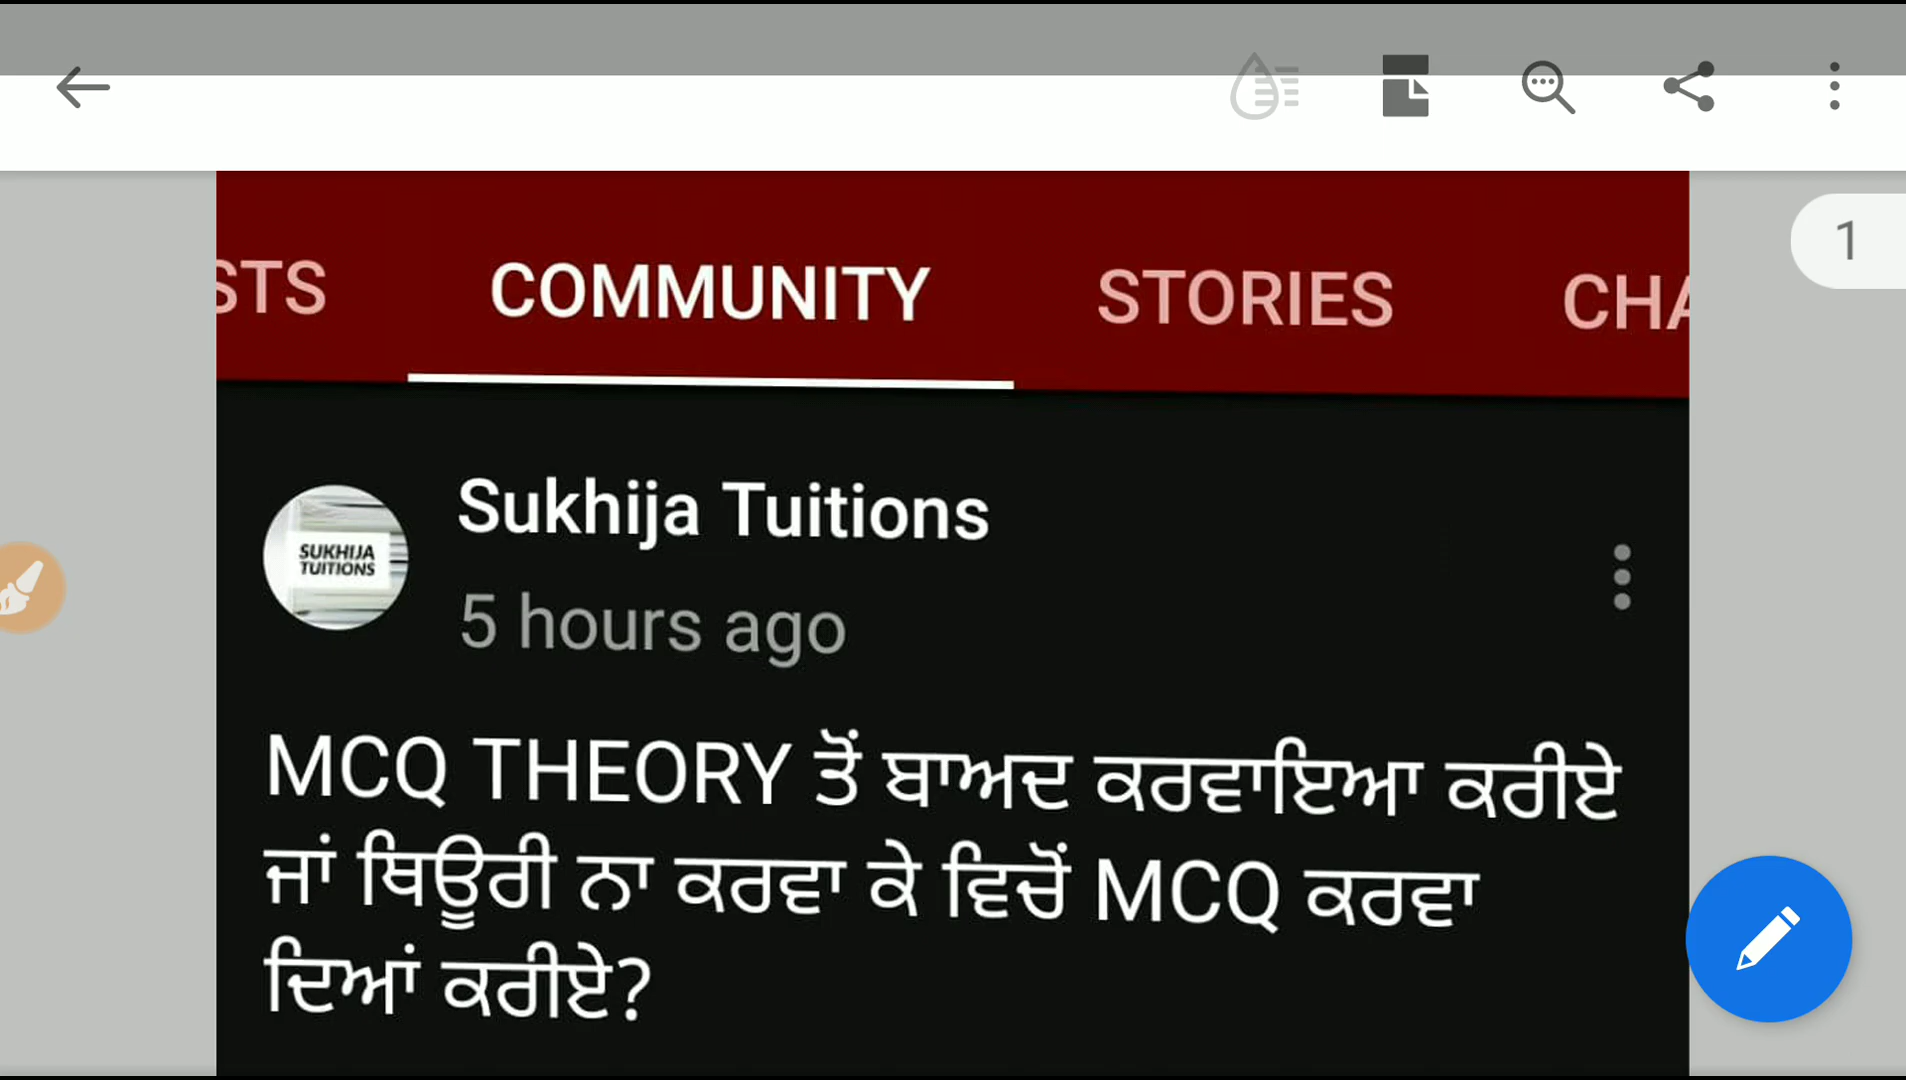 1
STS COMMUNITY STORIES CHA
SUKHIJA
TUITIONS
Sukhija Tuitions
5 hours ago
MCQ THEORY ਤੋਂ ਬਾਅਦ ਕਰਵਾਇਆ ਕਰੀਏ
ਜਾਂ ਥਿਊਰੀ ਨਾ ਕਰਵਾ ਕੇ ਵਿਚੋਂ MCQ ਕਰਵਾ
ਦਿਆਂ ਕਰੀਏ?